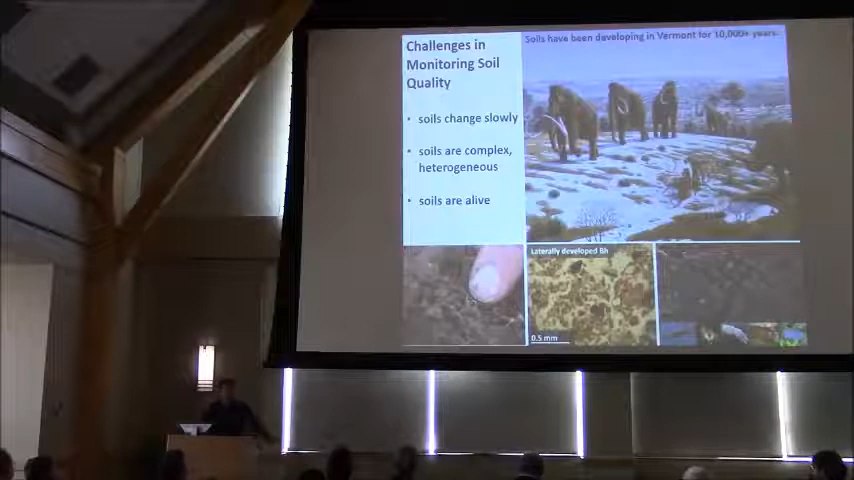 Challenges in
Monitoring Soil
Quality
• soils change slowly
• soils are complex,
heterogeneous
• soils are alive
Soils have been developing in Vermont for 10,000+ years
Laterally developed Bh
0.5 mm